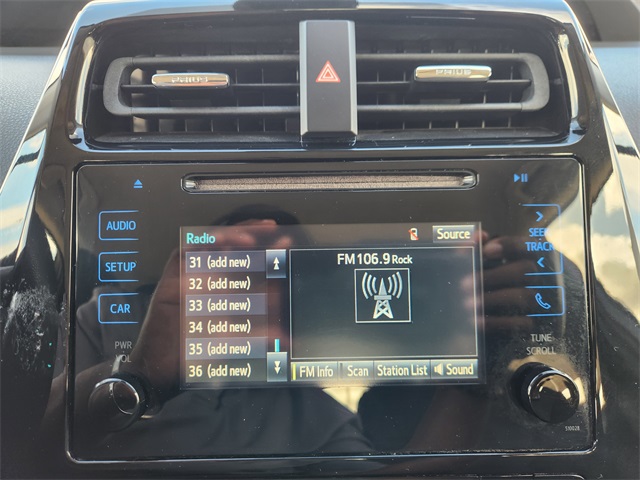 PRIUS PRIUS
AUDIO
SETUP
CAR
PWR
VOL
Radio
Source
31 (add new)
32 (add new)
33 (add new)
34 (add new)
35 (add new)
36 (add new)
FM 106.9 Rock
FM Info Scan Station List Sound
SEEK
TRACK
TUNE
SCROLL
510028